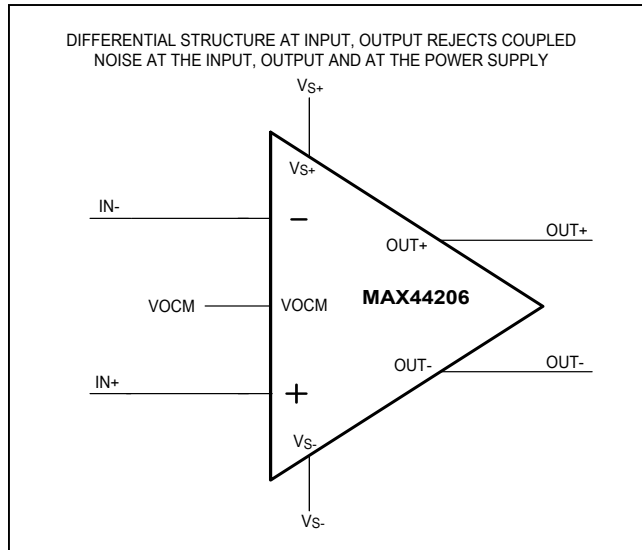 DIFFERENTIAL STRUCTURE AT INPUT, OUTPUT REJECTS COUPLED
NOISE AT THE INPUT, OUTPUT AND AT THE POWER SUPPLY
VS+
VS+
IN-
−
OUT+
OUT+
VOCM
VOCM
MAX44206
IN+
+
OUT-
OUT-
VS-
VS-